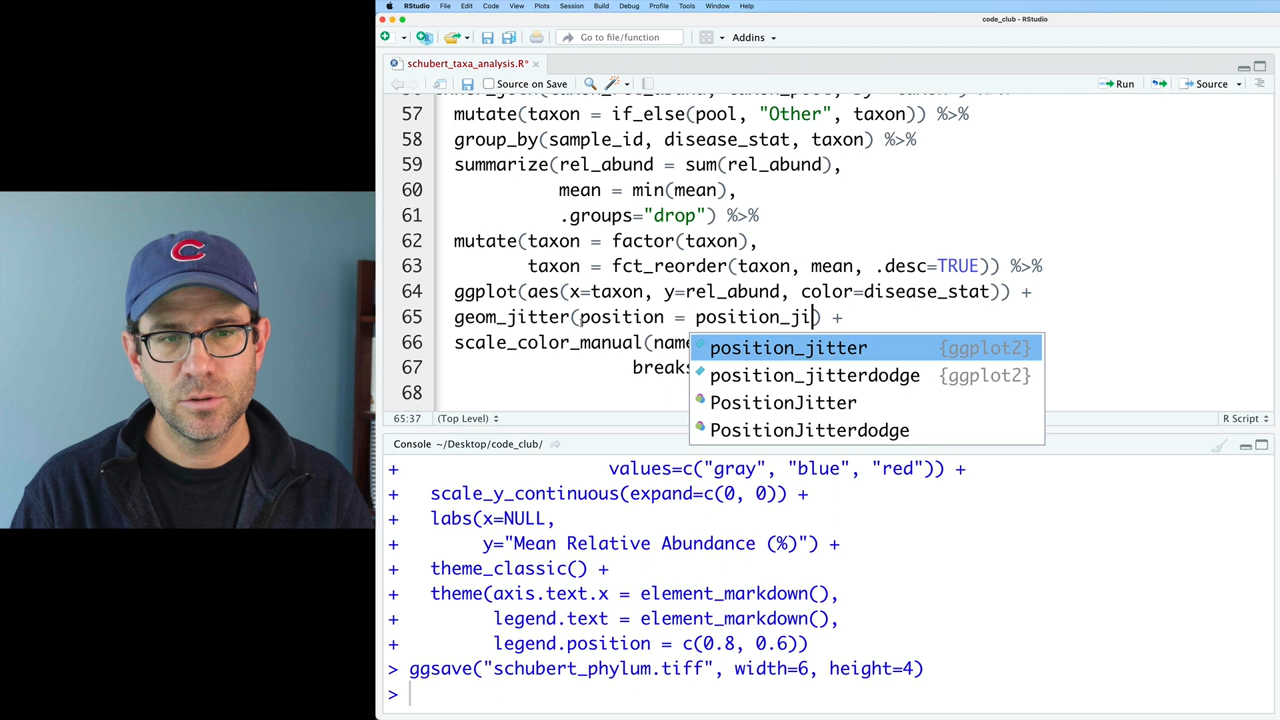 RStudio File Edit Code View Plots Session Build Debug Profile Tools Window Help
code_club - RStudio
Go to file/function Addins
schubert_taxa_analysis.R*
Source on Save Run Source
57 mutate(taxon = if_else(pool, "Other", taxon)) %>%
58 group_by(sample_id, disease_stat, taxon) %>%
59 summarize(rel_abund = sum(rel_abund),
60 mean = min(mean),
61 .groups="drop") %>%
62 mutate(taxon = factor(taxon),
63 taxon = fct_reorder(taxon, mean, .desc=TRUE)) %>%
64 ggplot(aes(x=taxon, y=rel_abund, color=disease_stat)) +
65 geom_jitter(position = position_ji) +
66 scale_color_manual(name
67 breaks
68
position_jitter {ggplot2}
position_jitterdodge {ggplot2}
PositionJitter
PositionJitterdodge
65:37 (Top Level) R Script
Console ~/Desktop/code_club/
+ values=c("gray", "blue", "red")) +
+ scale_y_continuous(expand=c(0, 0)) +
+ labs(x=NULL,
+ y="Mean Relative Abundance (%)") +
+ theme_classic() +
+ theme(axis.text.x = element_markdown(),
+ legend.text = element_markdown(),
+ legend.position = c(0.8, 0.6))
> ggsave("schubert_phylum.tiff", width=6, height=4)
>